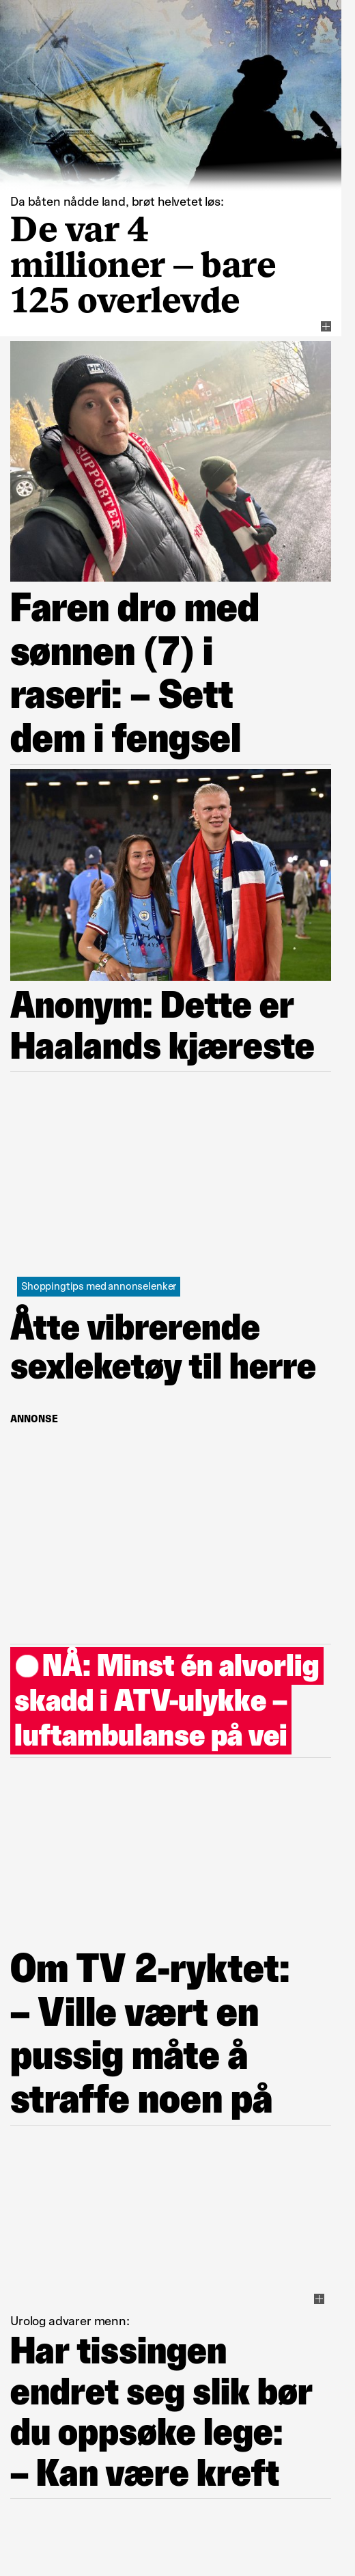 Da båten nådde land, brøt helvetet løs:
De var 4
millioner – bare
125 overlevde
HH
SUPPORTER
Faren dro med
sønnen (7) i
raseri: – Sett
dem i fengsel
ETIHAD
AIRWAYS
Anonym: Dette er
Haalands kjæreste
Shoppingtips med annonselenker
Åtte vibrerende
sexleketøy til herre
ANNONSE
NÅ: Minst én alvorlig
skadd i ATV-ulykke –
luftambulanse på vei
Om TV 2-ryktet:
– Ville vært en
pussig måte å
straffe noen på
Urolog advarer menn:
Har tissingen
endret seg slik bør
du oppsøke lege:
– Kan være kreft